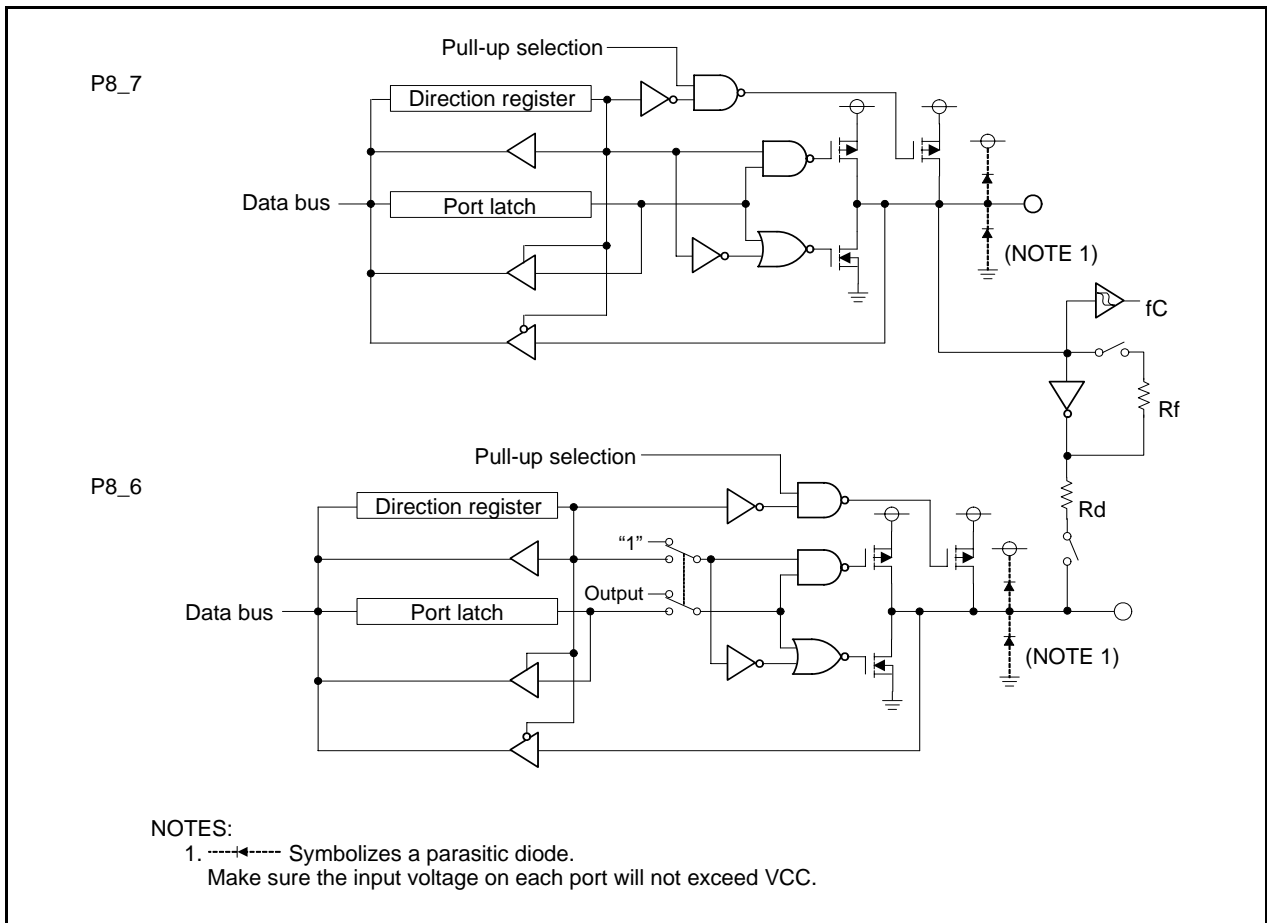 Pull-up selection
P8_7
Direction register
Data bus
Port latch
(NOTE 1)
fC
Rf
Pull-up selection
P8_6
Direction register
Rd
“1”
Output
Data bus
Port latch
(NOTE 1)
NOTES:
1. Symbolizes a parasitic diode.
Make sure the input voltage on each port will not exceed VCC.